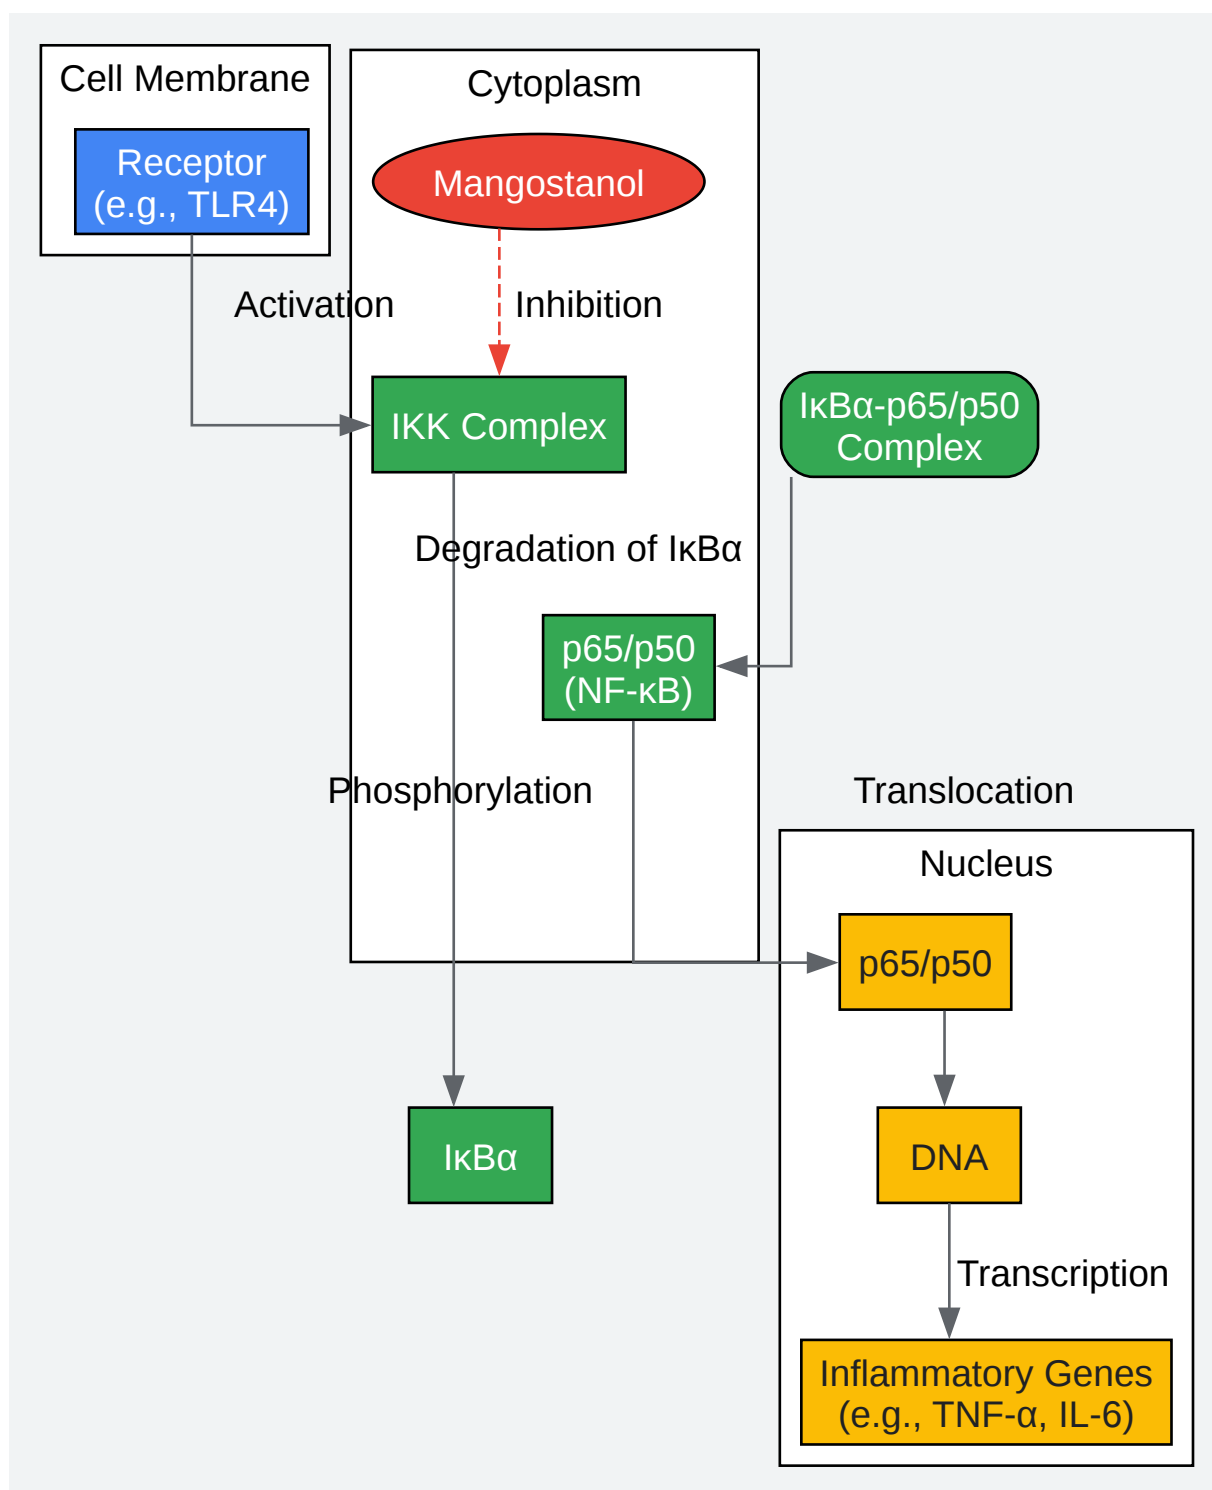 Cell Membrane
Receptor
(e.g., TLR4)
Cytoplasm
Mangostanol
Activation
Inhibition
IKK Complex
IκBα-p65/p50
Complex
Degradation of IκBα
p65/p50
(NF-κB)
Phosphorylation
Translocation
Nucleus
p65/p50
IκBα
DNA
Transcription
Inflammatory Genes
(e.g., TNF-α, IL-6)